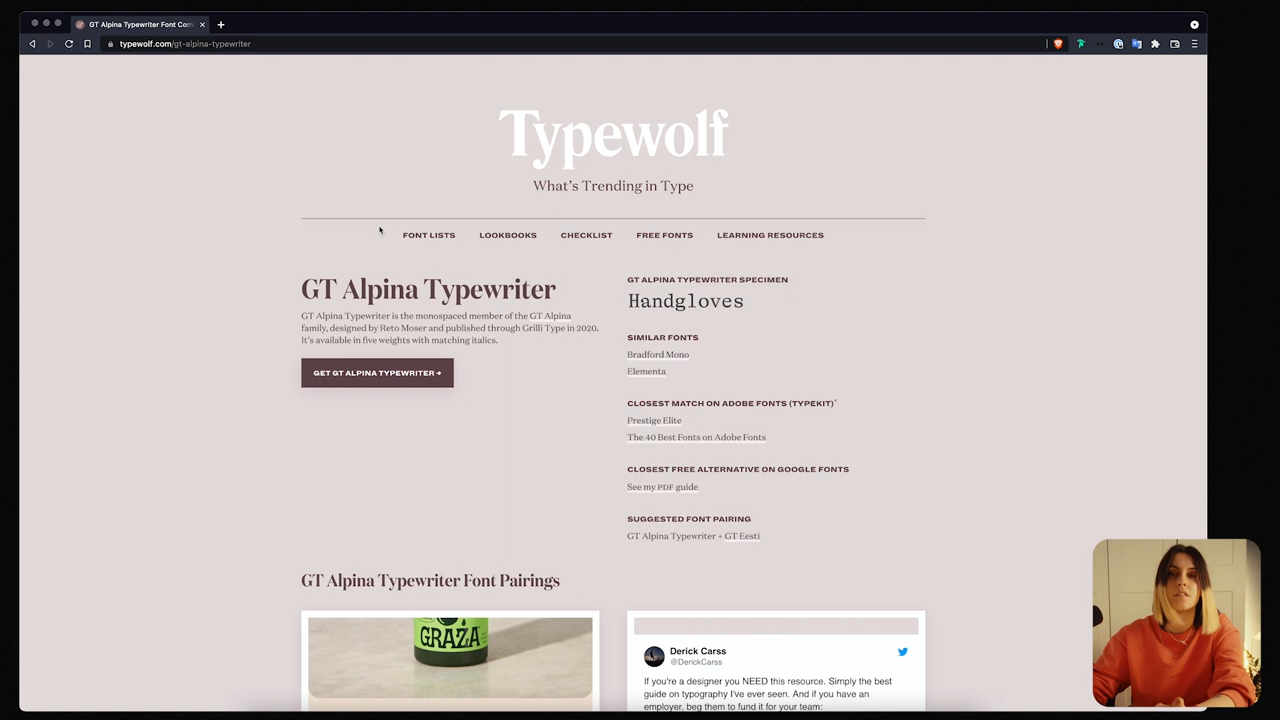 GT Alpina Typewriter Font Com
typewolf.com/gt-alpina-typewriter
Typewolf
What's Trending in Type
FONT LISTS LOOKBOOKS CHECKLIST FREE FONTS LEARNING RESOURCES
GT Alpina Typewriter
GT Alpina Typewriter is the monospaced member of the GT Alpina
family, designed by Reto Moser and published through Grilli Type in 2020.
It's available in five weights with matching italics.
GET GT ALPINA TYPEWRITER →
GT ALPINA TYPEWRITER SPECIMEN
Handgloves
SIMILAR FONTS
Bradford Mono
Elementa
CLOSEST MATCH ON ADOBE FONTS (TYPEKIT)*
Prestige Elite
The 40 Best Fonts on Adobe Fonts
CLOSEST FREE ALTERNATIVE ON GOOGLE FONTS
See my PDF guide
SUGGESTED FONT PAIRING
GT Alpina Typewriter + GT Eesti
GT Alpina Typewriter Font Pairings
GRAZA
Derick Carss
@DerickCarss
If you're a designer you NEED this resource. Simply the best
guide on typography I've ever seen. And if you have an
employer, beg them to fund it for your team: